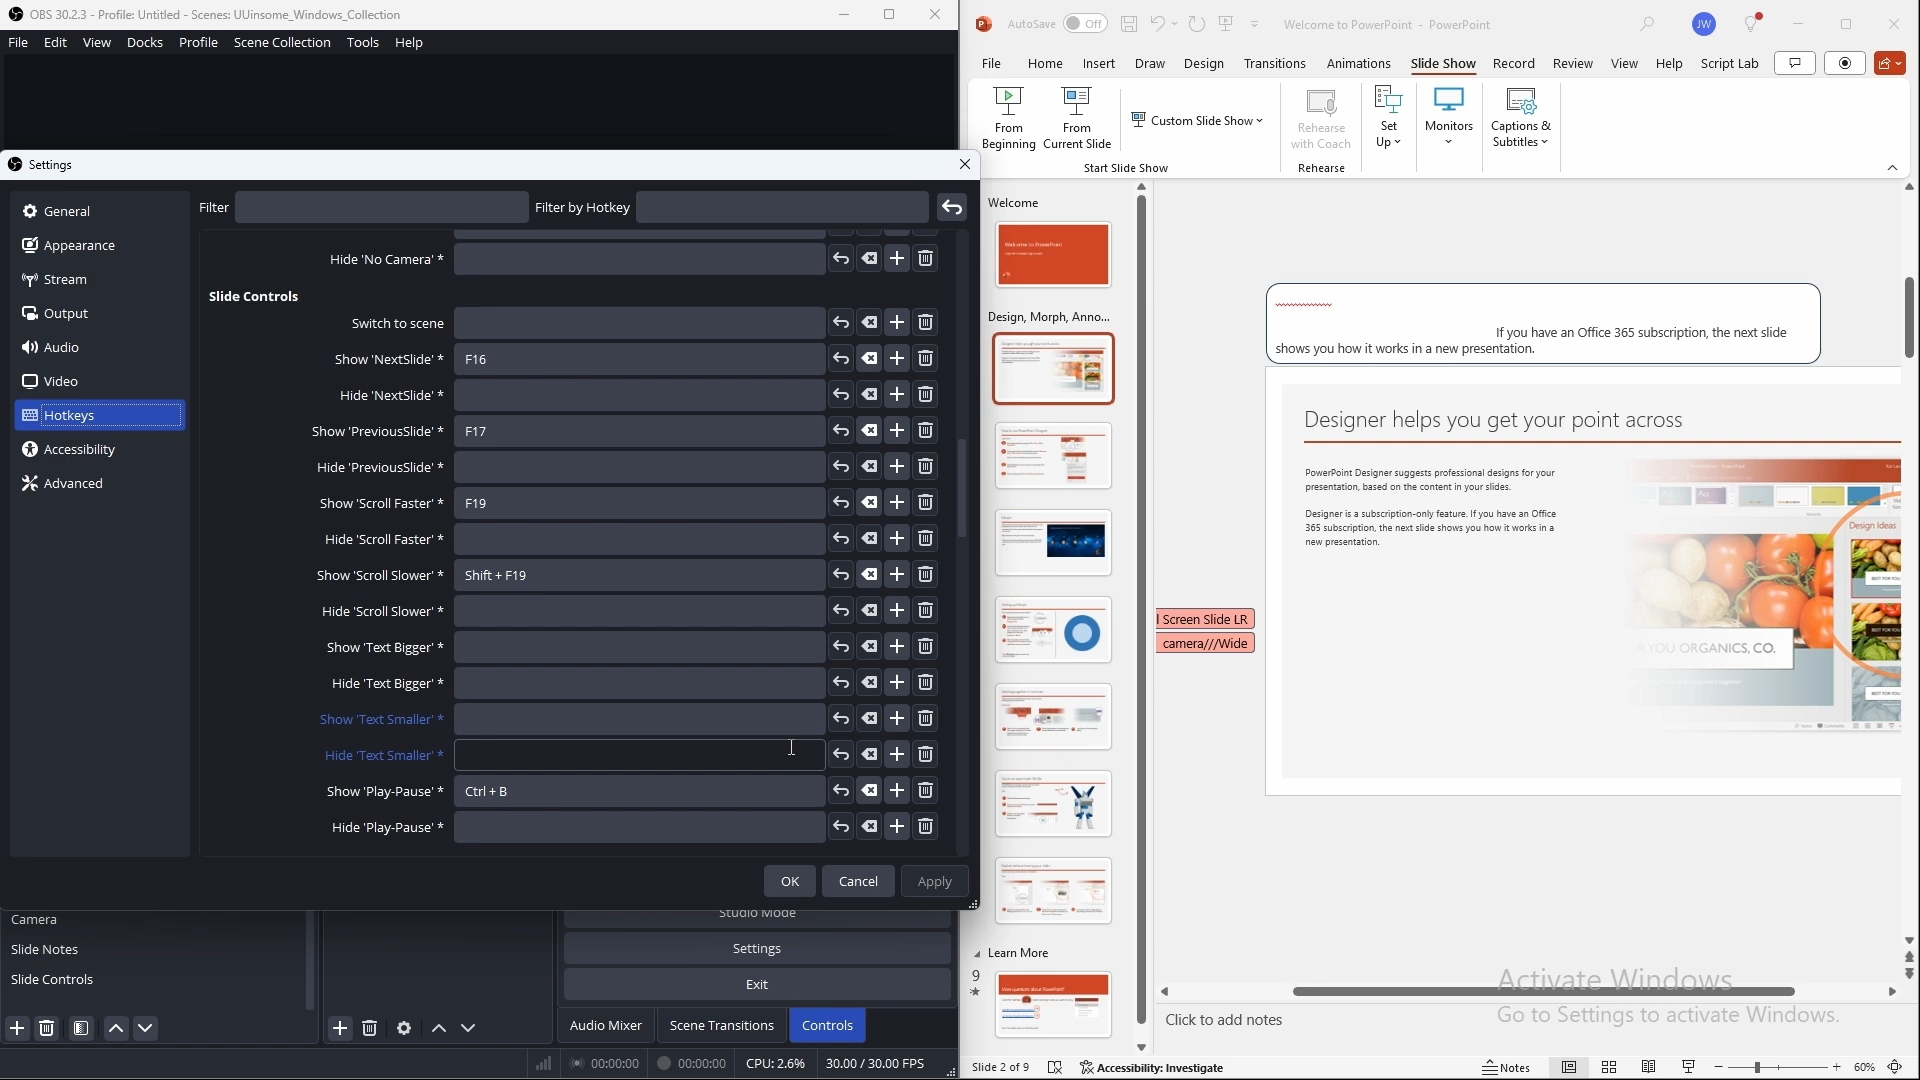 OBS 30.2.3 - Profile: Untitled - Scenes: UUinsome_Windows_Collection
File Edit View Docks Profile Scene Collection Tools Help
Settings
General
Appearance
Stream
Output
Audio
Video
Hotkeys
Accessibility
Advanced
Filter Filter by Hotkey
Hide 'No Camera' *
Slide Controls
Switch to scene
Show 'NextSlide' * F16
Hide 'NextSlide' *
Show 'PreviousSlide' * F17
Hide 'PreviousSlide' *
Show 'Scroll Faster' * F19
Hide 'Scroll Faster' *
Show 'Scroll Slower' * Shift + F19
Hide 'Scroll Slower' *
Show 'Text Bigger' *
Hide 'Text Bigger' *
Show 'Text Smaller' *
Hide 'Text Smaller' *
Show 'Play-Pause' * Ctrl + B
Hide 'Play-Pause' *
OK Cancel Apply
Camera
Slide Notes
Slide Controls
Studio Mode
Settings
Exit
Audio Mixer Scene Transitions Controls
00:00:00 00:00:00 CPU: 2.6% 30.00 / 30.00 FPS
AutoSave Off Welcome to PowerPoint - PowerPoint JW
File Home Insert Draw Design Transitions Animations Slide Show Record Review View Help Script Lab
From Beginning
From Current Slide
Custom Slide Show
Rehearse with Coach
Set Up
Monitors
Captions & Subtitles
Start Slide Show
Rehearse
Welcome
Welcome to PowerPoint
Design, Morph, Anno...
Learn More
9
If you have an Office 365 subscription, the next slide
shows you how it works in a new presentation.
Designer helps you get your point across
PowerPoint Designer suggests professional designs for your
presentation, based on the content in your slides.
Designer is a subscription-only feature. If you have an Office
365 subscription, the next slide shows you how it works in a
new presentation.
Design Ideas
YOU ORGANICS, CO.
l Screen Slide LR
camera///Wide
Click to add notes
Activate Windows
Go to Settings to activate Windows.
Slide 2 of 9 Accessibility: Investigate Notes 60%